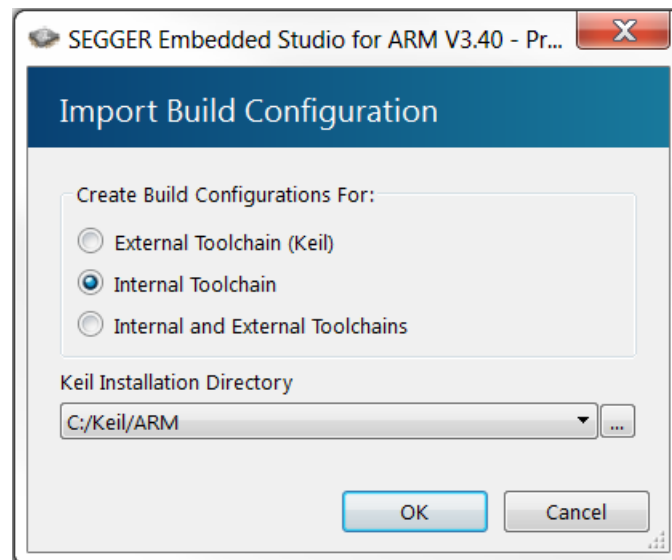 SEGGER Embedded Studio for ARM V3.40 - Pr...
Import Build Configuration
Create Build Configurations For:
External Toolchain (Keil)
Internal Toolchain
Internal and External Toolchains
Keil Installation Directory
C:/Keil/ARM
...
OK
Cancel